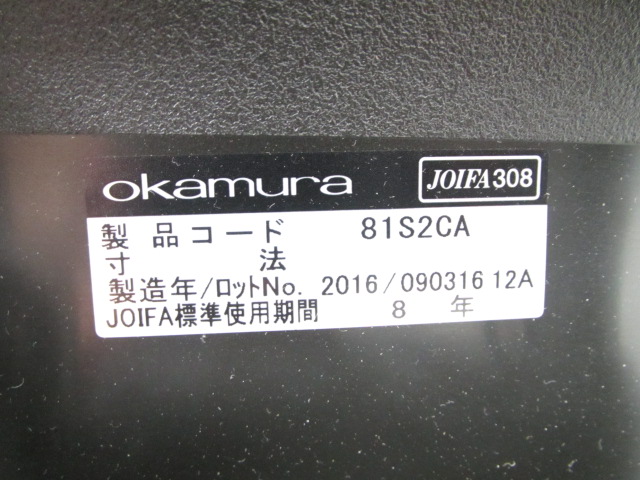 okamura JOIFA308
製品コード 81S2CA
寸法
製造年/ロットNo. 2016/090316 12A
JOIFA標準使用期間 8 年